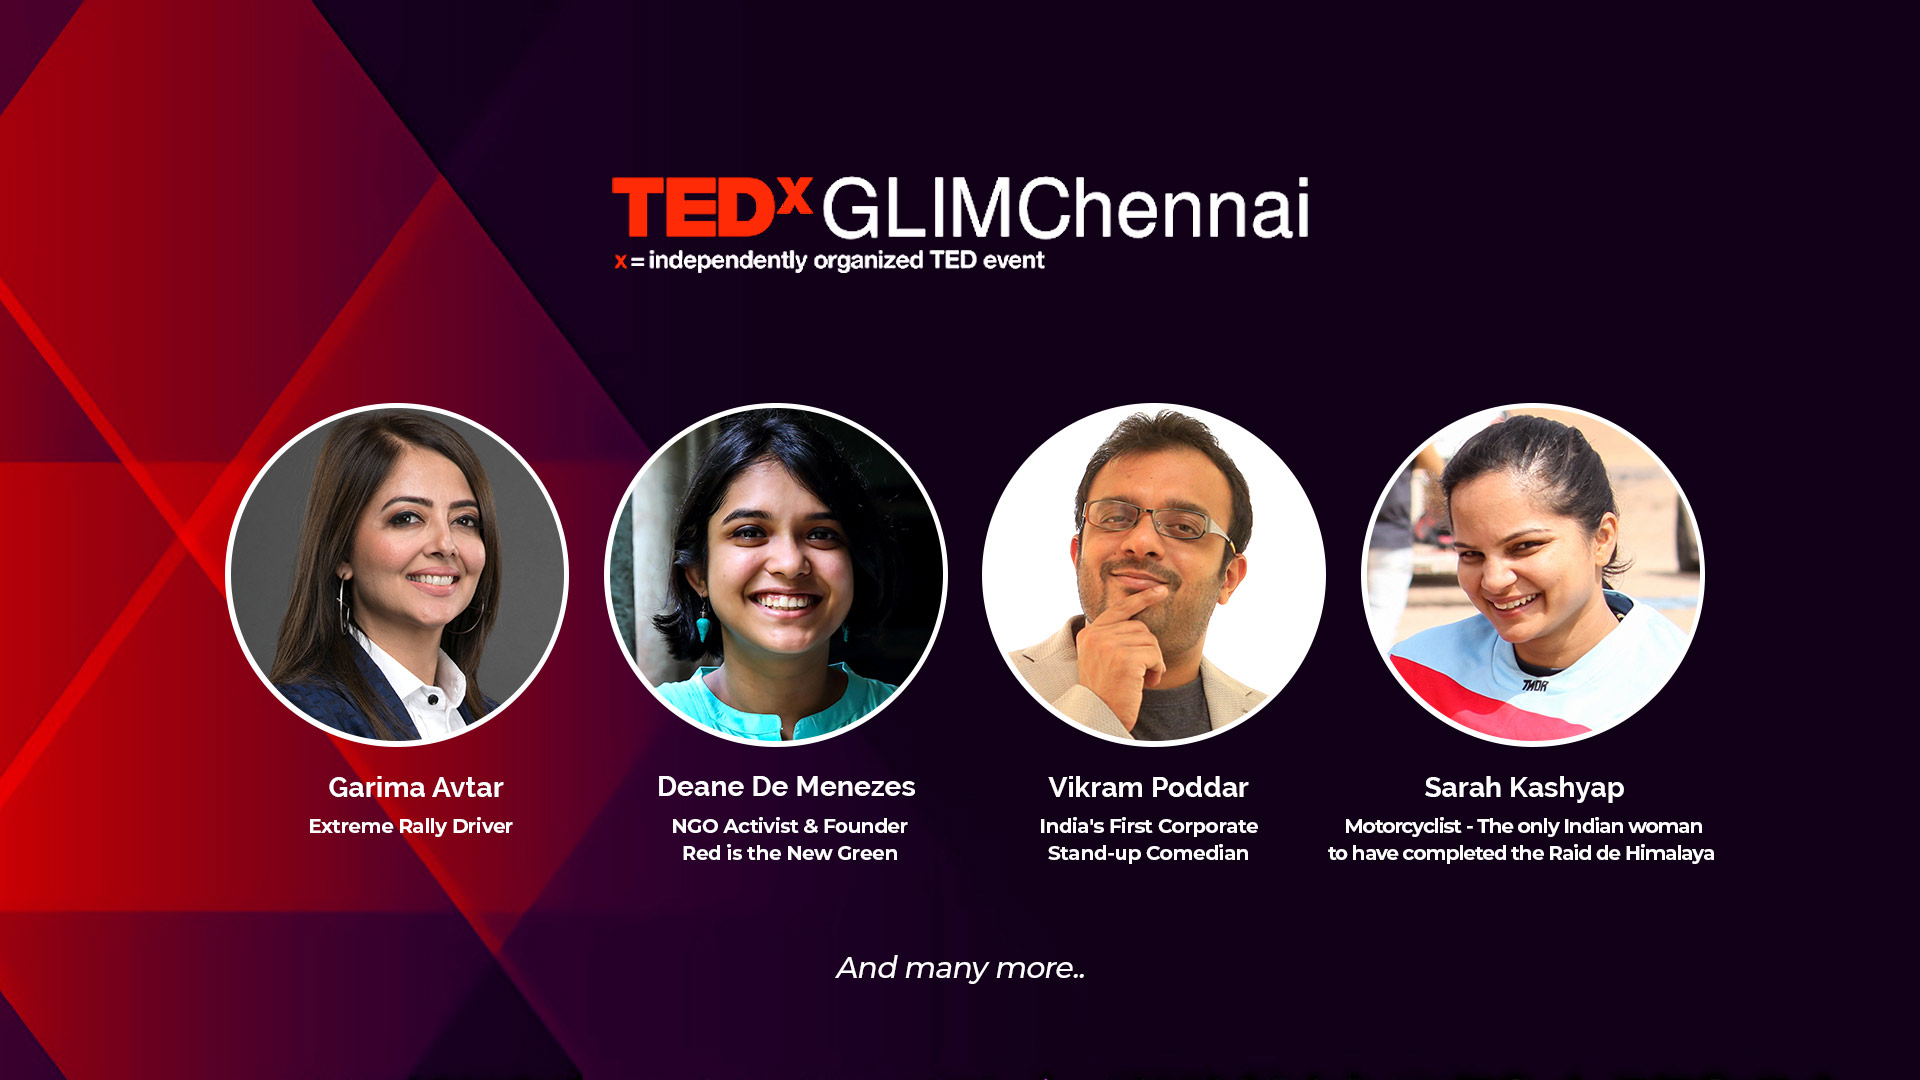 TEDxGLIMChennai
x = independently organized TED event
Garima Avtar
Extreme Rally Driver
Deane De Menezes
NGO Activist & Founder
Red is the New Green
Vikram Poddar
India's First Corporate
Stand-up Comedian
THOR
Sarah Kashyap
Motorcyclist - The only Indian woman
to have completed the Raid de Himalaya
And many more..